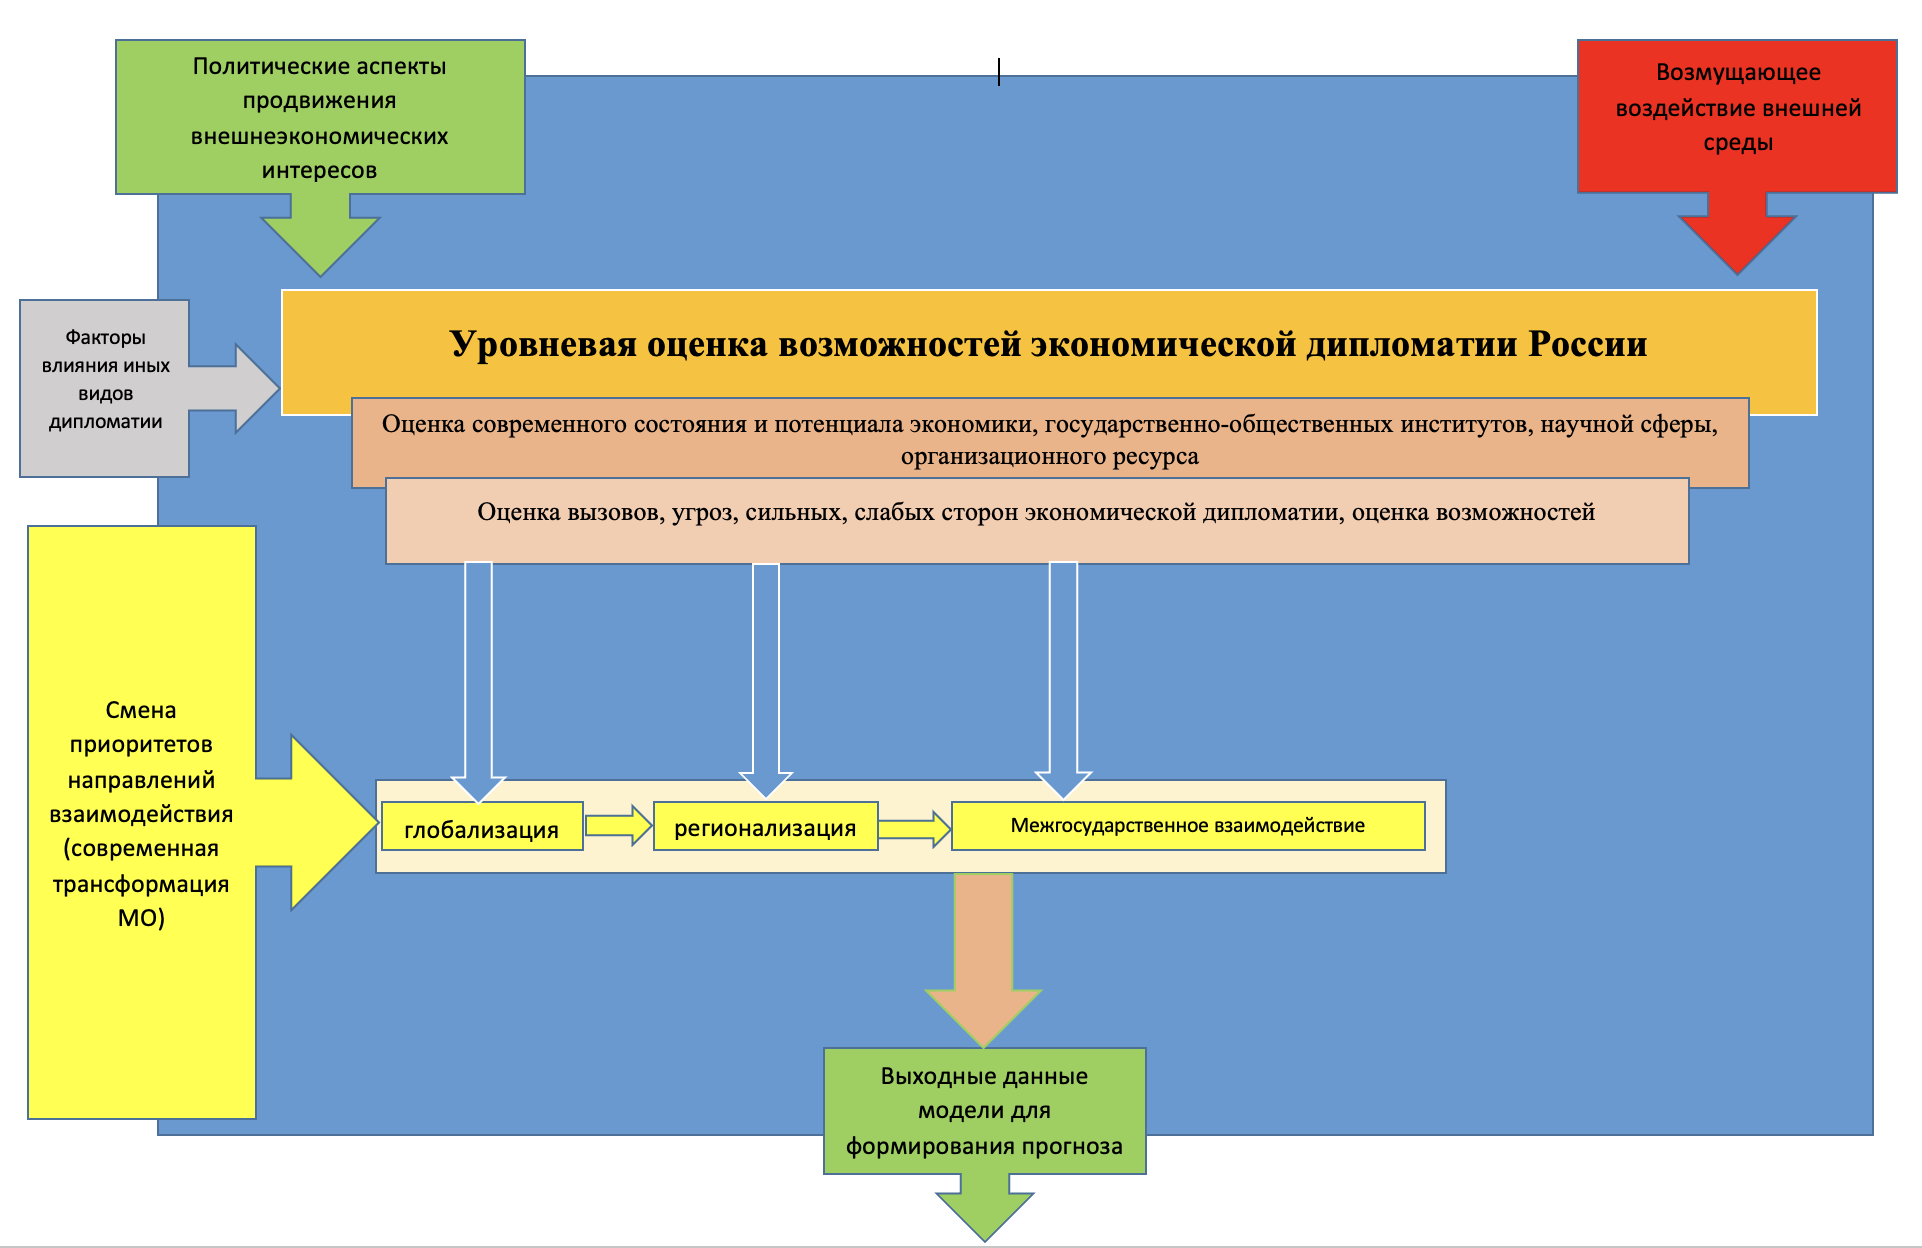 Политические аспекты
продвижения
внешнеэкономических
интересов
Возмущающее
воздействие внешней
среды
Факторы
влияния иных
видов
дипломатии
Уровневая оценка возможностей экономической дипломатии России
Оценка современного состояния и потенциала экономики, государственно-общественных институтов, научной сферы,
организационного ресурса
Оценка вызовов, угроз, сильных, слабых сторон экономической дипломатии, оценка возможностей
Смена
приоритетов
направлений
взаимодействия
(современная
трансформация
МО)
глобализация
регионализация
Межгосударственное взаимодействие
Выходные данные
модели для
формирования прогноза